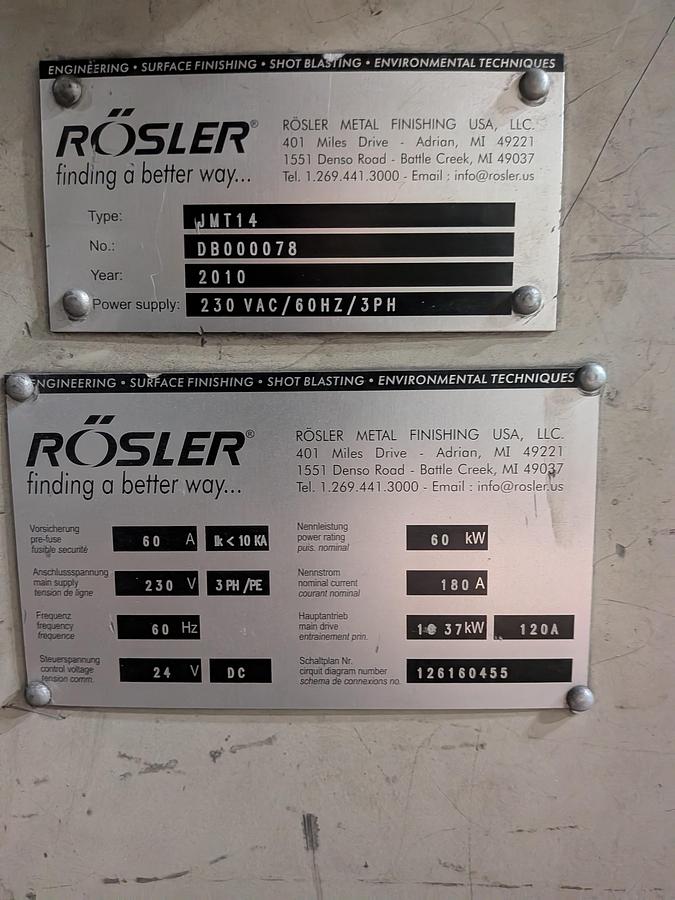 ENGINEERING • SURFACE FINISHING • SHOT BLASTING • ENVIRONMENTAL TECHNIQUES
RÖSLER®
finding a better way...
RÖSLER METAL FINISHING USA, LLC.
401 Miles Drive - Adrian, MI 49221
1551 Denso Road - Battle Creek, MI 49037
Tel. 1.269.441.3000 - Email : info@rosler.us
Type: JMT14
No.: DB000078
Year: 2010
Power supply: 230 VAC/60HZ/3PH
ENGINEERING • SURFACE FINISHING • SHOT BLASTING • ENVIRONMENTAL TECHNIQUES
RÖSLER®
finding a better way...
RÖSLER METAL FINISHING USA, LLC.
401 Miles Drive - Adrian, MI 49221
1551 Denso Road - Battle Creek, MI 49037
Tel. 1.269.441.3000 - Email : info@rosler.us
Vorsicherung
pre-fuse
fusible securité
60 A Ik < 10 KA
Nennleistung
power rating
puis. nominal
60 kW
Anschlussspannung
main supply
tension de ligne
230 V 3 PH/PE
Nennstrom
nominal current
courant nominal
180 A
Frequenz
frequency
frequence
60 Hz
Hauptantrieb
main drive
entrainement prin.
37kW 120A
Steuerspannung
control voltage
tension comm.
24 V DC
Schaltplan Nr.
cirquit diagram number
schema de connexions no.
126160455